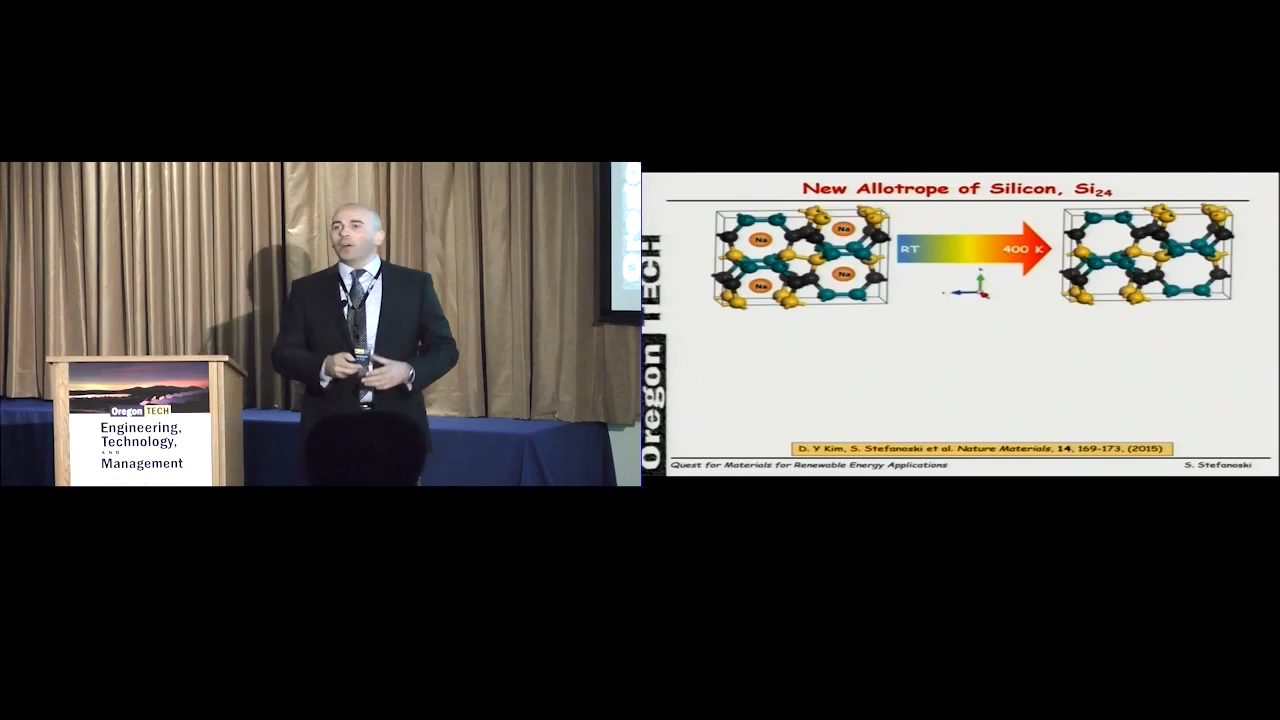 Oregon TECH
Engineering,
Technology,
AND
Management
Oregon TECH
New Allotrope of Silicon, Si24
Na
Na
Na
Na
RT
400 K
D. Y Kim, S. Stefanoski et al. Nature Materials, 14, 169-173, (2015)
Quest for Materials for Renewable Energy Applications
S. Stefanoski